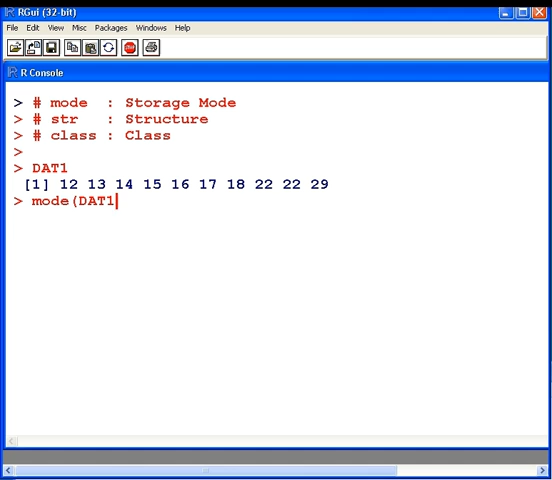 RGui (32-bit)
File Edit View Misc Packages Windows Help
STOP
R Console
> # mode : Storage Mode
> # str : Structure
> # class : Class
>
> DAT1
[1] 12 13 14 15 16 17 18 22 22 29
> mode(DAT1